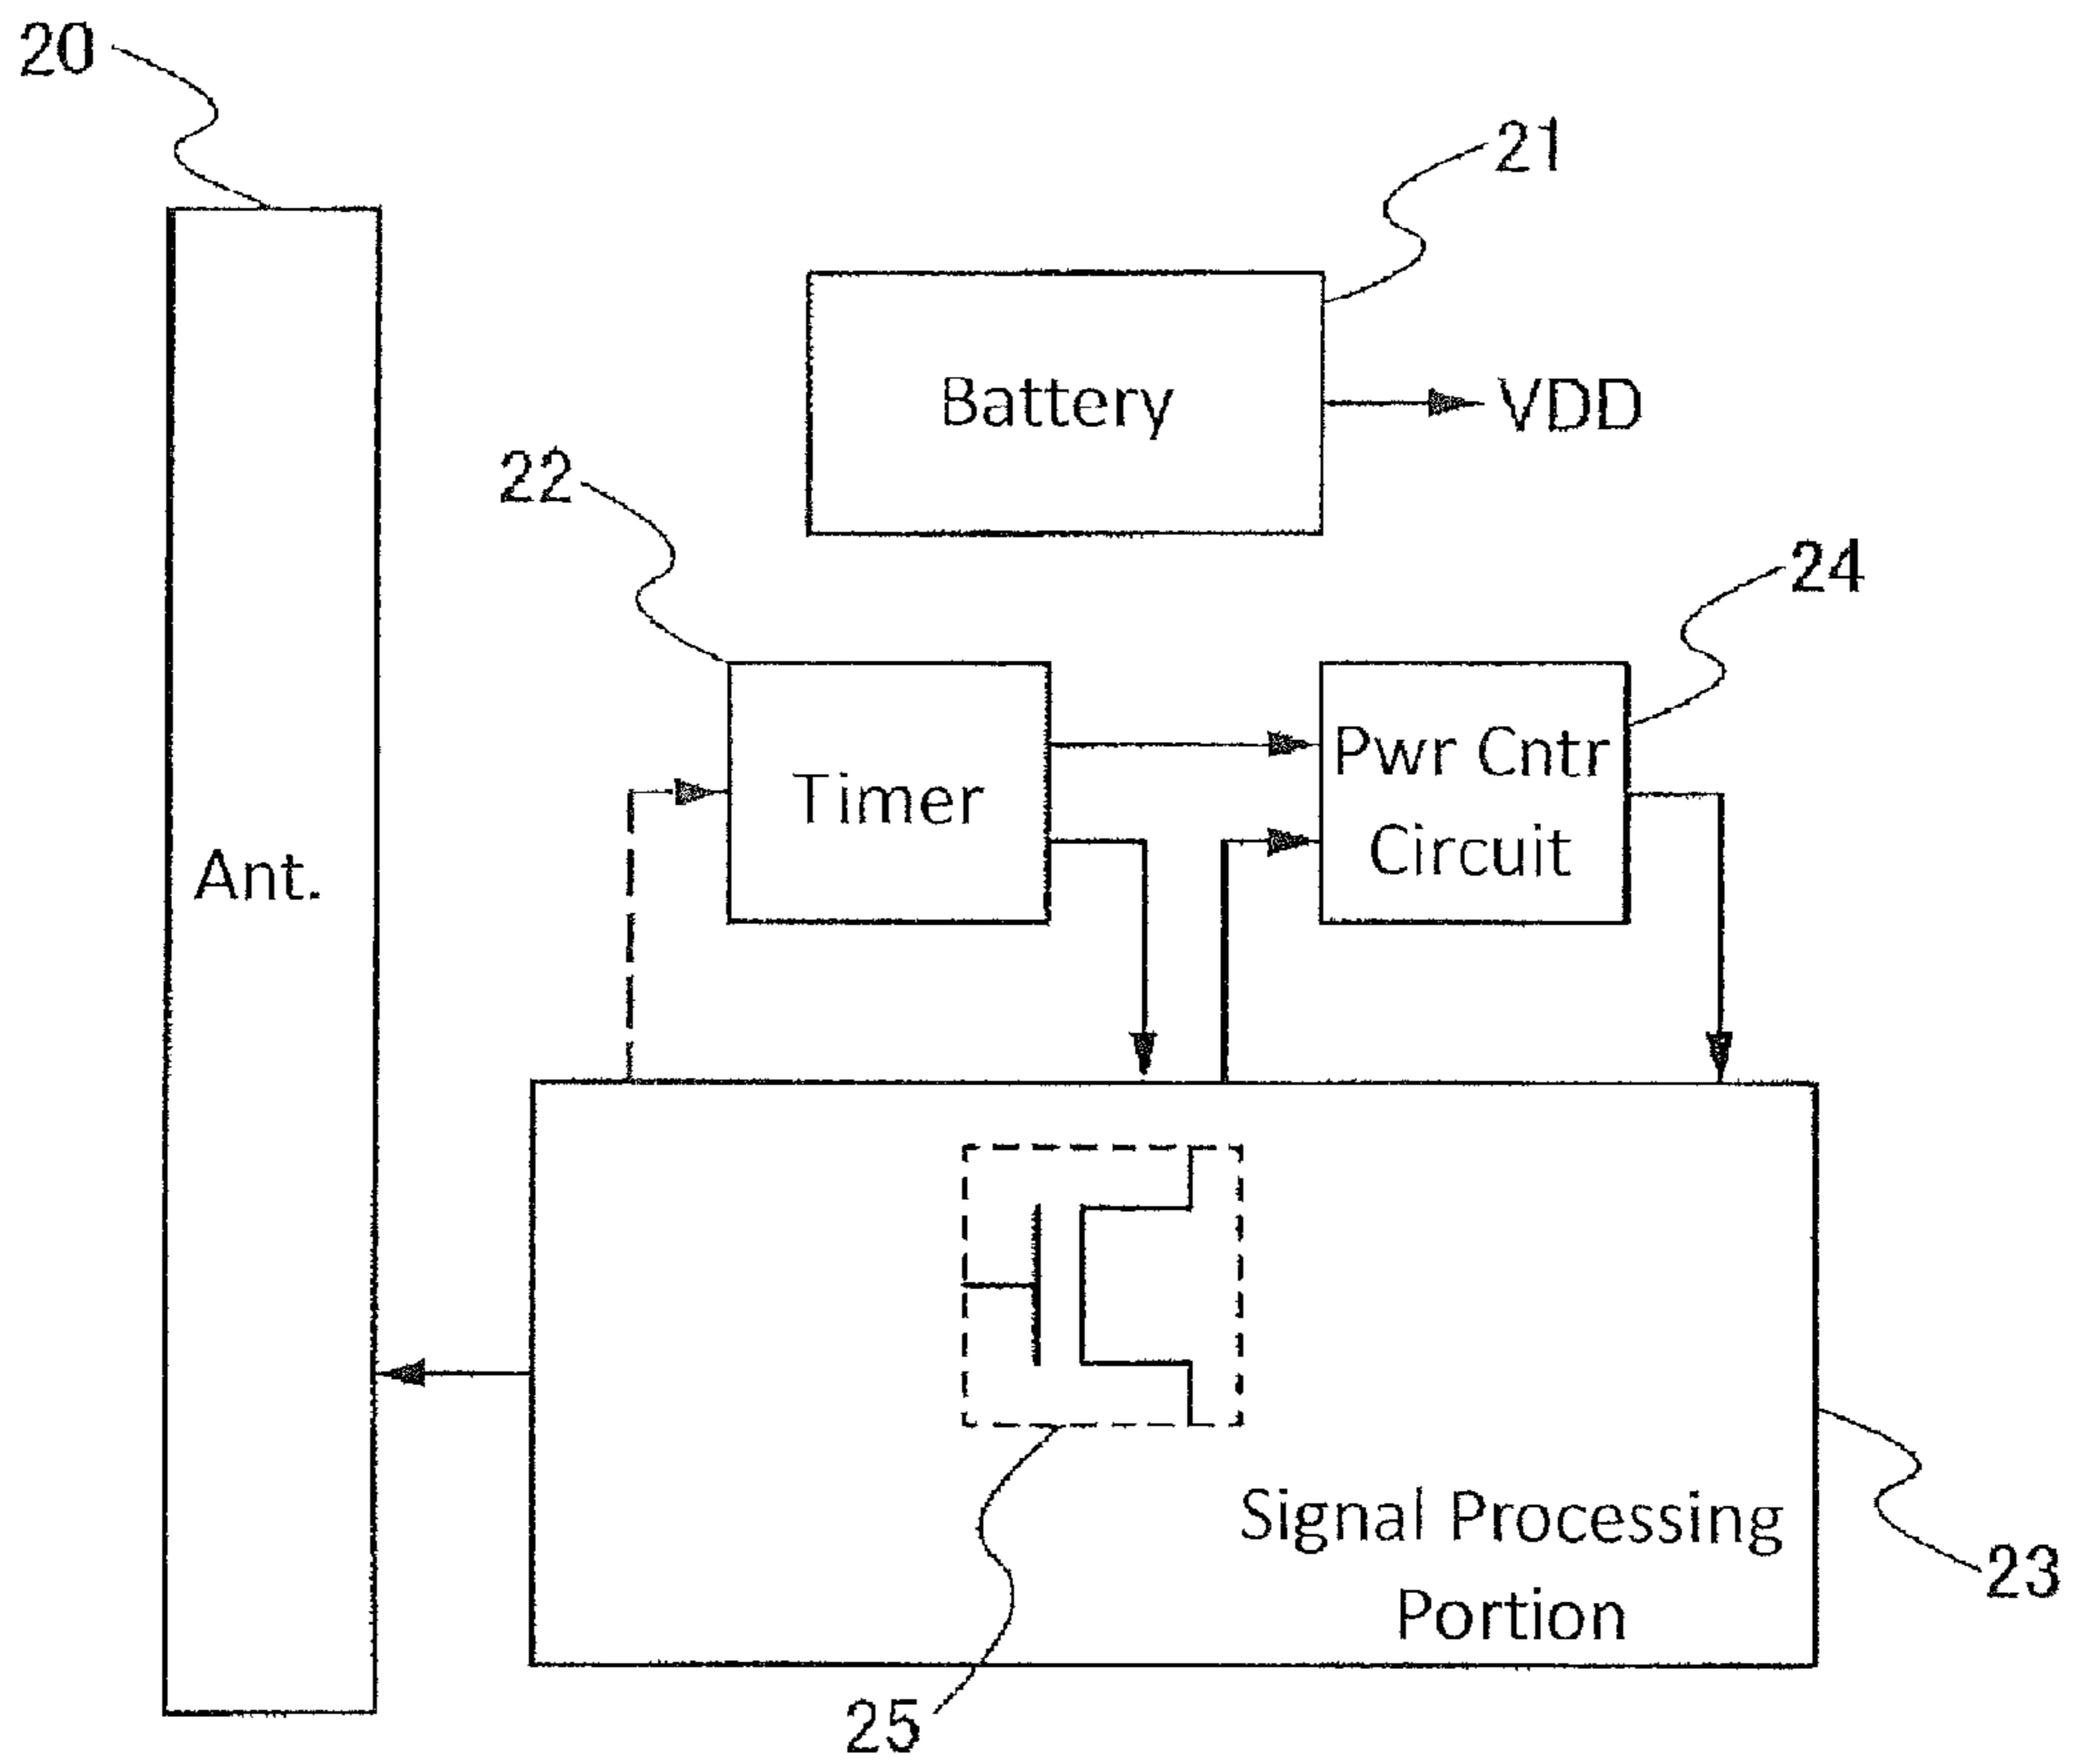 20
21
Battery
VDD
22
24
Timer
Pwr Cntr
Circuit
Ant.
Signal Processing
Portion
23
25